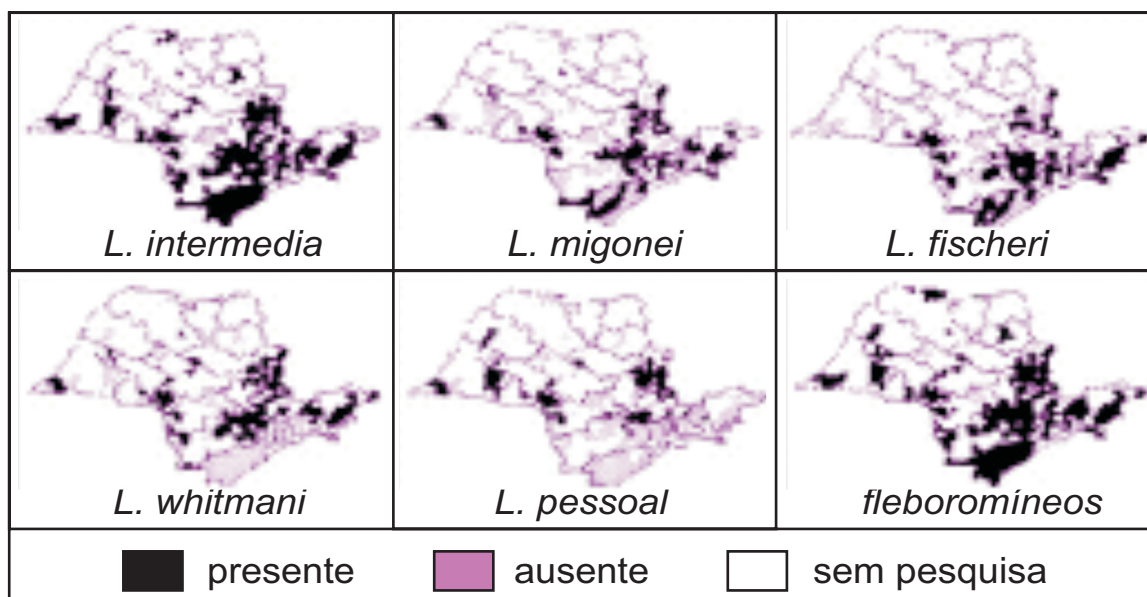 L. intermedia
L. migonei
L. fischeri
L. whitmani
L. pessoal
fleboromíneos
presente
ausente
sem pesquisa